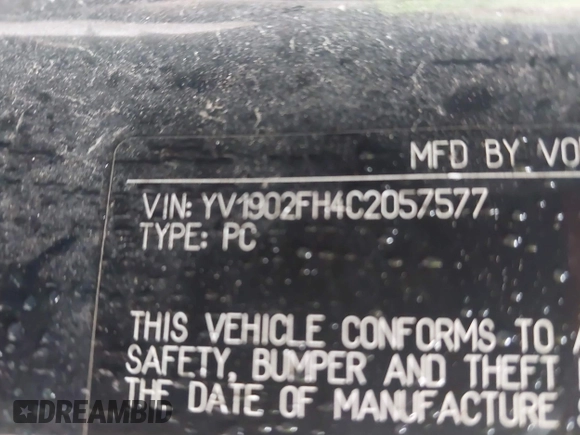 MFD BY VO
VIN: YV1902FH4C2057577
TYPE: PC
THIS VEHICLE CONFORMS TO
SAFETY, BUMPER AND THEFT
THE DATE OF MANUFACTURE
DREAMBID